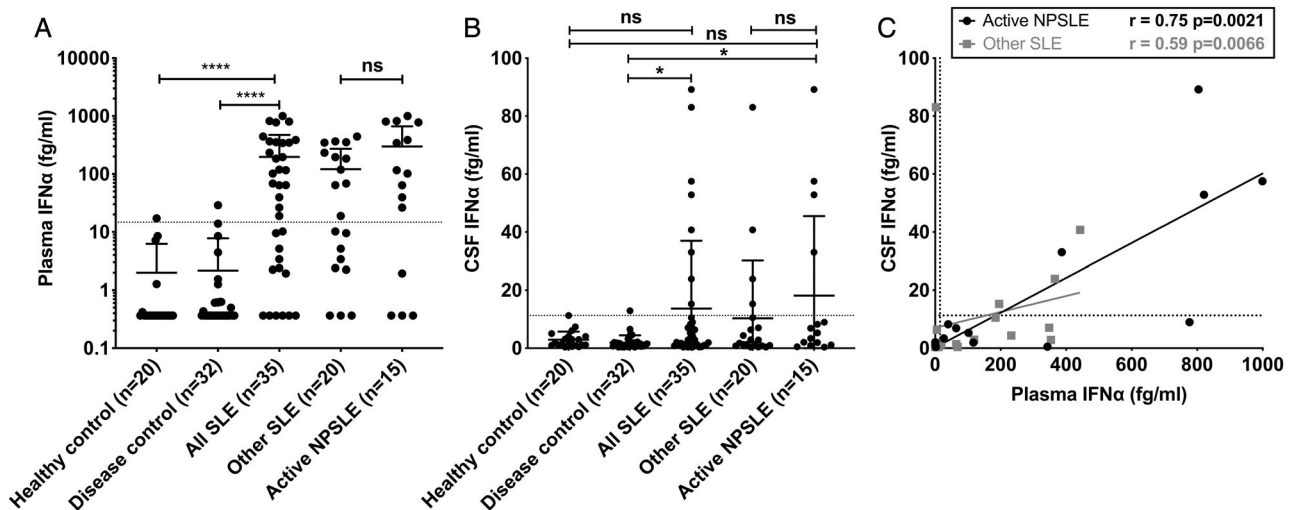 A
Plasma IFNα (fg/ml)
10000
1000
100
10
1
0.1
****
****
ns
Healthy control (n=20)
Disease control (n=32)
All SLE (n=35)
Other SLE (n=20)
Active NPSLE (n=15)
B
CSF IFNα (fg/ml)
100
80
60
40
20
0
ns
ns
ns
*
*
Healthy control (n=20)
Disease control (n=32)
All SLE (n=35)
Other SLE (n=20)
Active NPSLE (n=15)
C
Active NPSLE r = 0.75 p=0.0021
Other SLE r = 0.59 p=0.0066
CSF IFNα (fg/ml)
100
80
60
40
20
0
0 200 400 600 800 1000
Plasma IFNα (fg/ml)